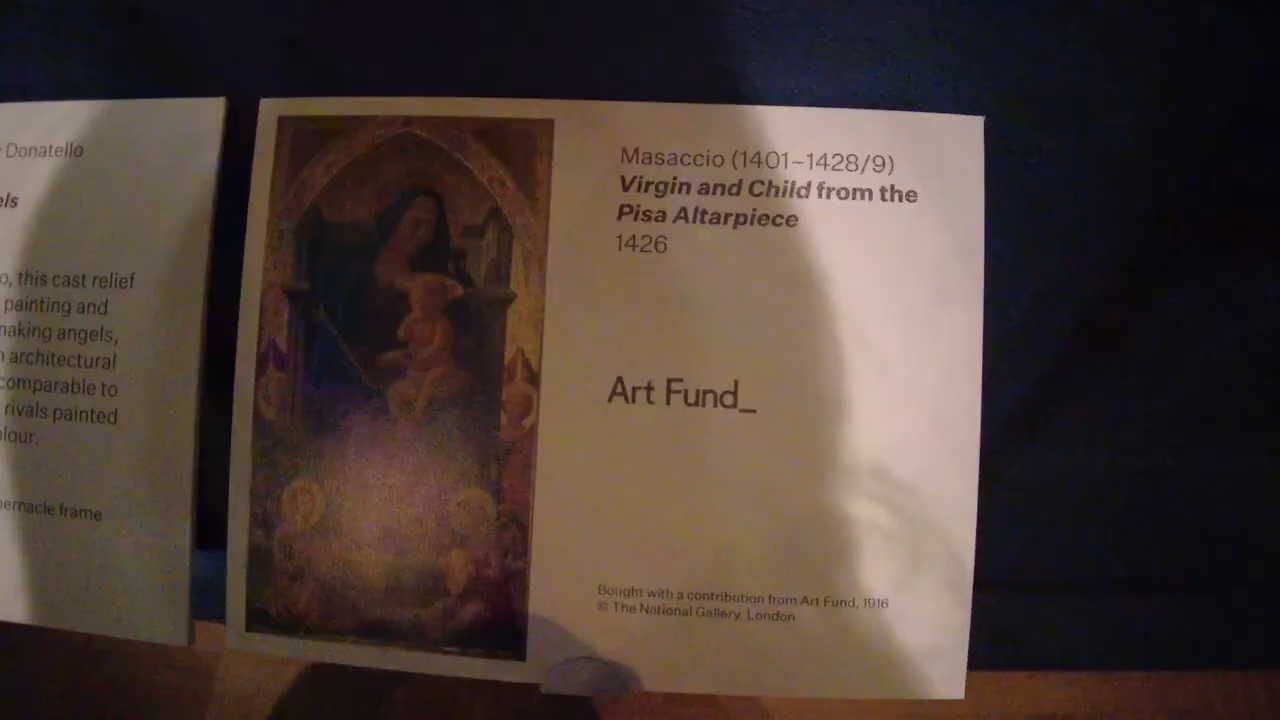 Donatello
els
o, this cast relief
painting and
making angels,
architectural
comparable to
rivals painted
olour.
bernacle frame
Masaccio (1401–1428/9)
Virgin and Child from the
Pisa Altarpiece
1426
Art Fund_
Bought with a contribution from Art Fund, 1916
© The National Gallery, London